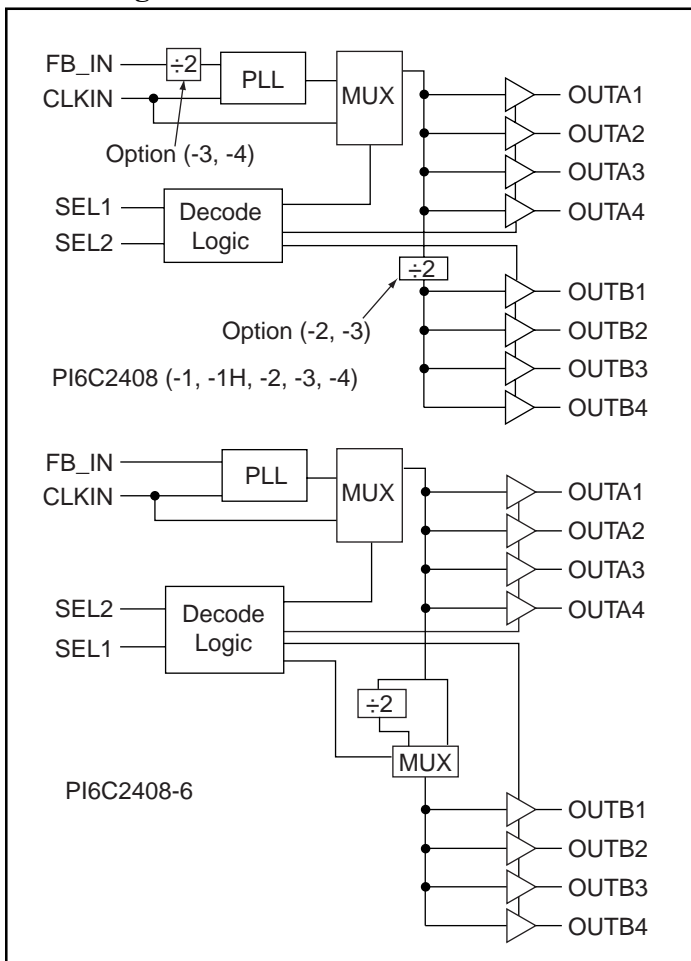 FB_IN
÷2
PLL
MUX
CLKIN
Option (-3, -4)
OUTA1
OUTA2
OUTA3
OUTA4
SEL1
SEL2
Decode
Logic
÷2
Option (-2, -3)
OUTB1
OUTB2
OUTB3
OUTB4
PI6C2408 (-1, -1H, -2, -3, -4)
FB_IN
PLL
MUX
CLKIN
OUTA1
OUTA2
OUTA3
OUTA4
SEL2
SEL1
Decode
Logic
÷2
MUX
PI6C2408-6
OUTB1
OUTB2
OUTB3
OUTB4